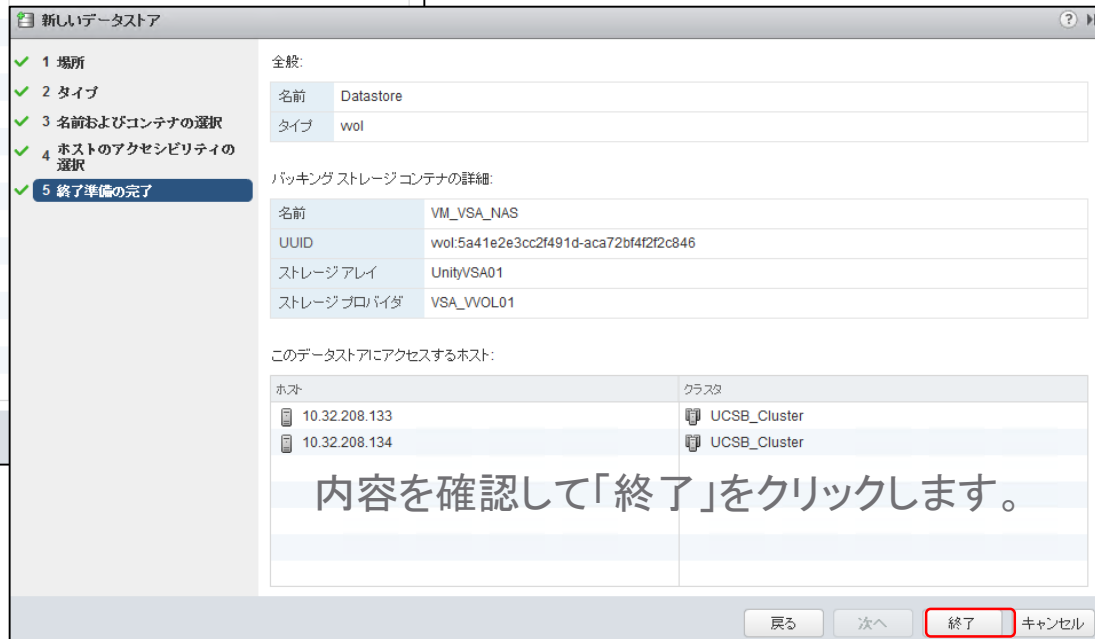 新しいデータストア
?
1 場所
2 タイプ
3 名前およびコンテナの選択
4 ホストのアクセシビリティの
選択
5 終了準備の完了
全般:
名前 Datastore
タイプ vvol
バッキング ストレージ コンテナの詳細:
名前 VM_VSA_NAS
UUID vvol:5a41e2e3cc2f491d-aca72bf4f2f2c846
ストレージ アレイ UnityVSA01
ストレージ プロバイダ VSA_VVOL01
このデータストアにアクセスするホスト:
ホスト クラスタ
10.32.208.133 UCSB_Cluster
10.32.208.134 UCSB_Cluster
内容を確認して「終了」をクリックします。
戻る 次へ 終了 キャンセル